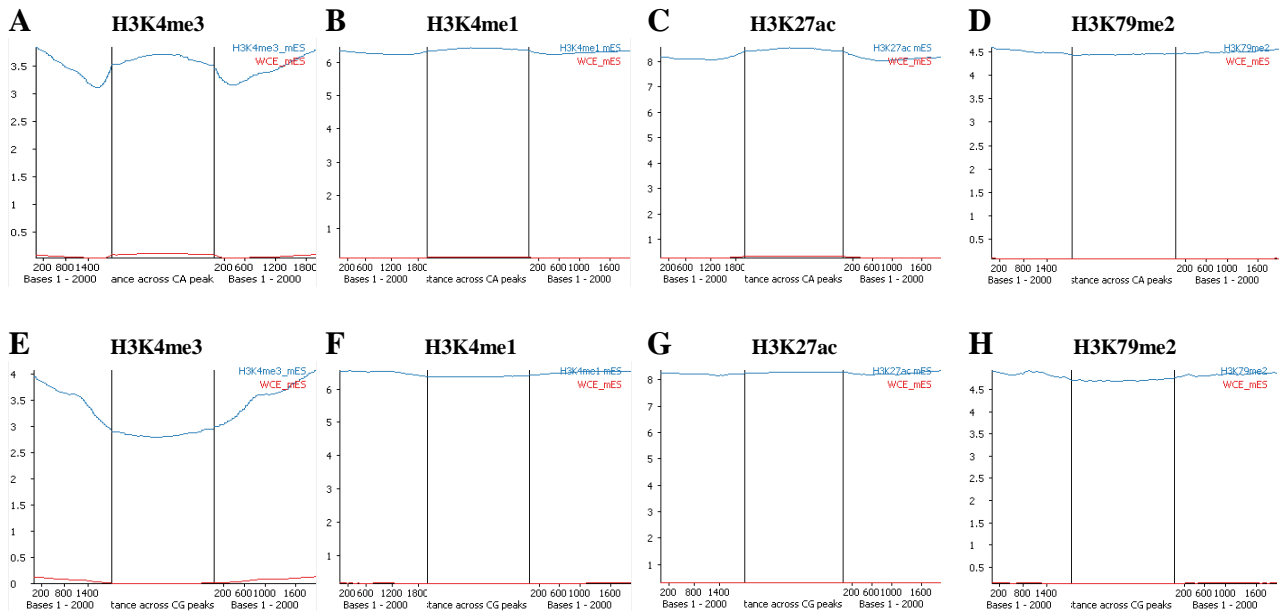 A H3K4me3
H3K4me3_mES
WCE_mES
3.5
3
2.5
2
1.5
1
0.5
200 800 1400
200 600 1200 1800
Bases 1 - 2000
ance across CA peak
Bases 1 - 2000
B H3K4me1
H3K4me1 mES
WCE_mES
6
5
4
3
2
1
200 600 1200 1800
200 600 1000 1600
Bases 1 - 2000
stance across CA peaks
Bases 1 - 2000
C H3K27ac
H3K27ac mES
WCE_mES
8
7
6
5
4
3
2
1
200 600 1200 1800
200 600 1000 1600
Bases 1 - 2000
stance across CA peaks
Bases 1 - 2000
D H3K79me2
H3K79me2
WCE_mES
4.5
4
3.5
3
2.5
2
1.5
1
0.5
200 800 1400
200 600 1000 1600
Bases 1 - 2000
stance across CA peaks
Bases 1 - 2000
E H3K4me3
H3K4me3_mES
WCE_mES
4
3.5
3
2.5
2
1.5
1
0.5
0
200 800 1400
200 600 1000 1600
Bases 1 - 2000
tance across CG peaks
Bases 1 - 2000
F H3K4me1
H3K4me1 mES
WCE_mES
6
5
4
3
2
1
200 600 1200 1800
200 600 1000 1600
Bases 1 - 2000
tance across CG peaks
Bases 1 - 2000
G H3K27ac
H3K27ac mES
WCE_mES
8
7
6
5
4
3
2
1
200 800 1400
200 600 1000 1600
Bases 1 - 2000
tance across CG peaks
Bases 1 - 2000
H H3K79me2
H3K79me2
WCE_mES
4.5
4
3.5
3
2.5
2
1.5
1
0.5
200 800 1400
200 600 1000 1600
Bases 1 - 2000
tance across CG peaks
Bases 1 - 2000